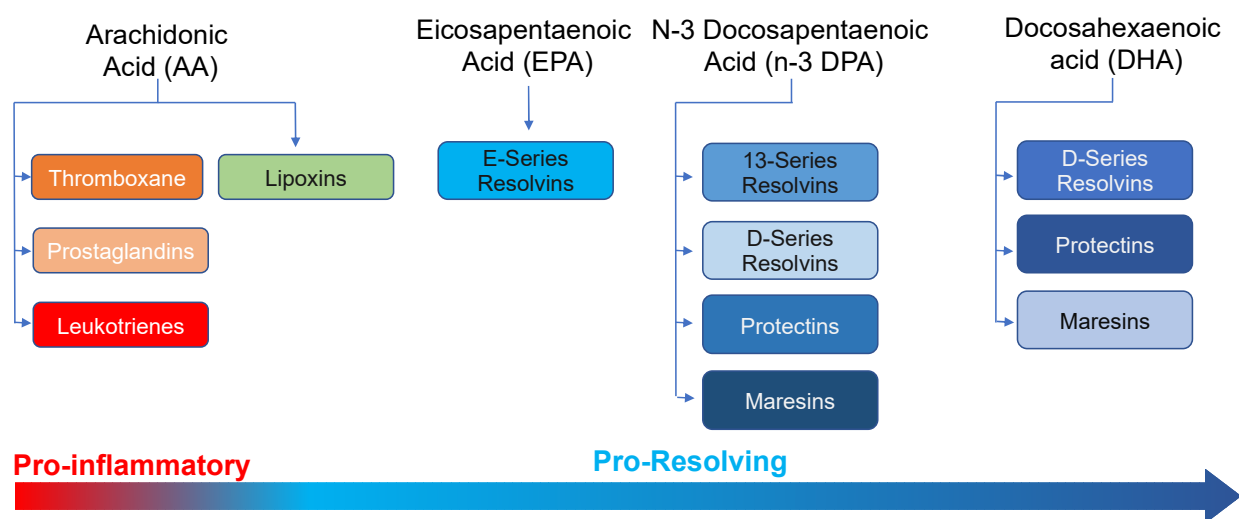 Arachidonic
Acid (AA)
Eicosapentaenoic
Acid (EPA)
N-3 Docosapentaenoic
Acid (n-3 DPA)
Docosahexaenoic
acid (DHA)
Thromboxane
Prostaglandins
Leukotrienes
Lipoxins
E-Series
Resolvins
13-Series
Resolvins
D-Series
Resolvins
Protectins
Maresins
D-Series
Resolvins
Protectins
Maresins
Pro-inflammatory
Pro-Resolving